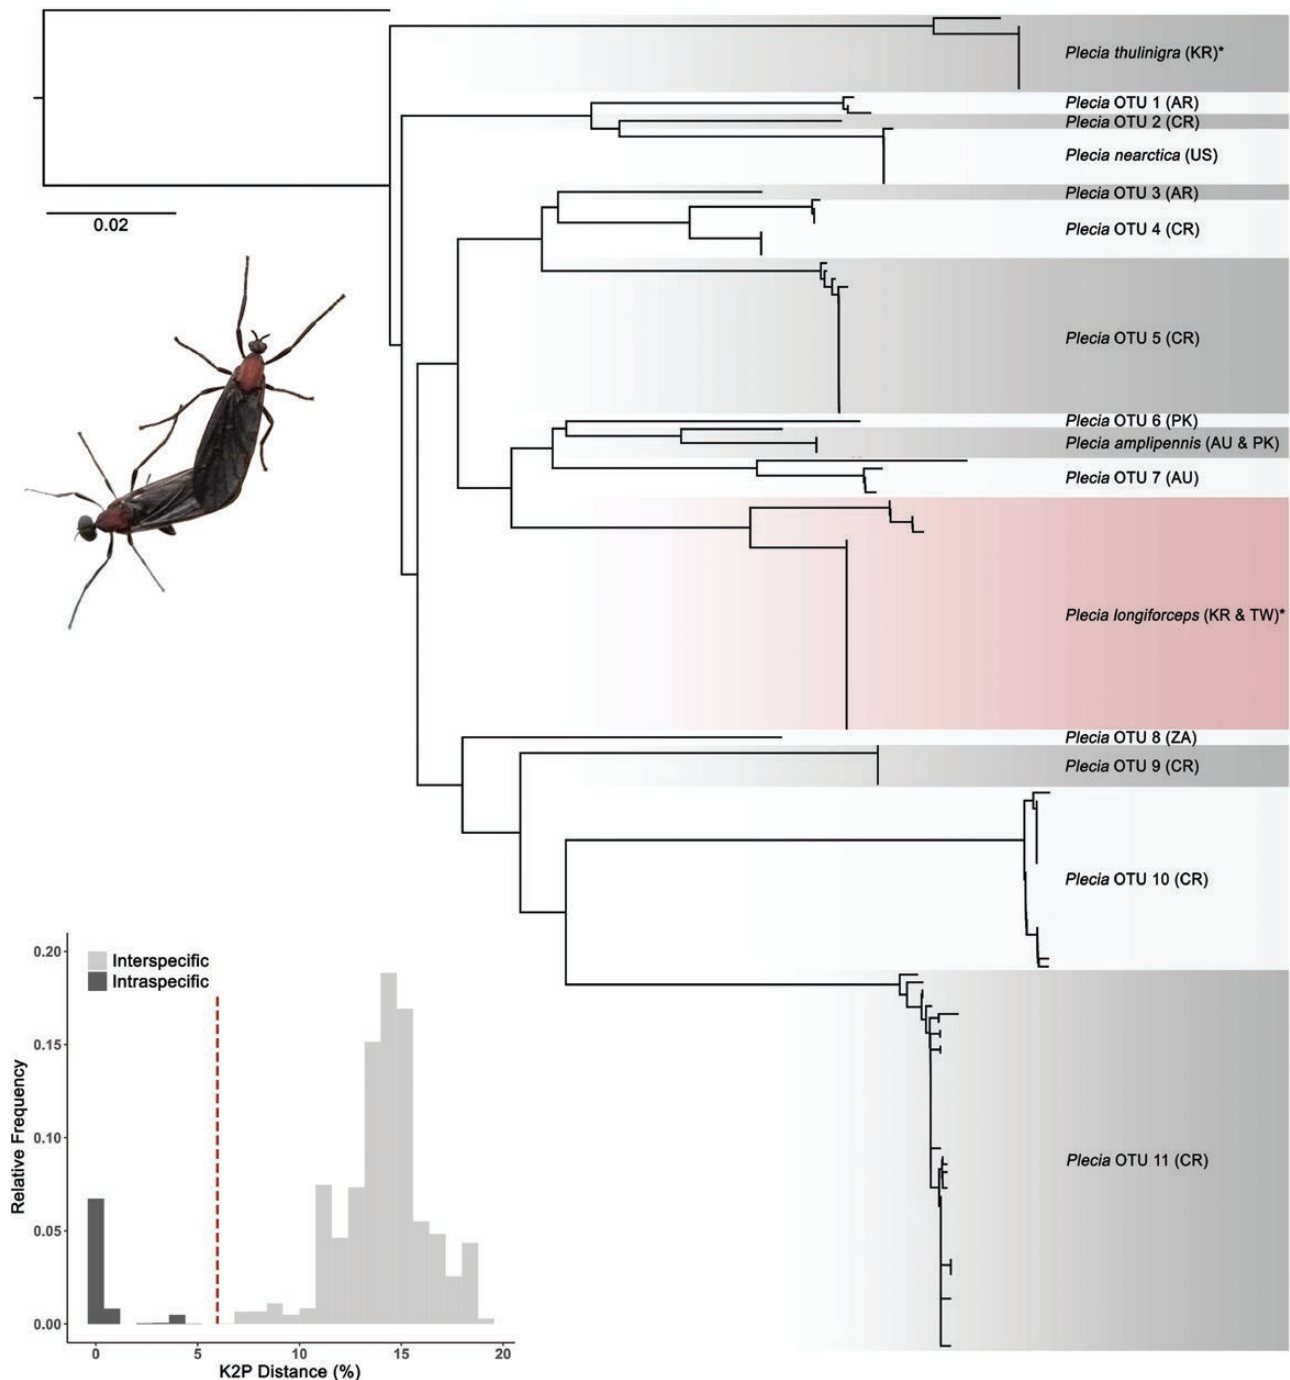 Plecia thulinigra (KR)*
Plecia OTU 1 (AR)
Plecia OTU 2 (CR)
Plecia nearctica (US)
Plecia OTU 3 (AR)
Plecia OTU 4 (CR)
0.02
Plecia OTU 5 (CR)
Plecia OTU 6 (PK)
Plecia amplipennis (AU & PK)
Plecia OTU 7 (AU)
Plecia longiforceps (KR & TW)*
Plecia OTU 8 (ZA)
Plecia OTU 9 (CR)
Plecia OTU 10 (CR)
Plecia OTU 11 (CR)
Interspecific
Intraspecific
Relative Frequency
0.20
0.15
0.10
0.05
0.00
0 5 10 15 20
K2P Distance (%)